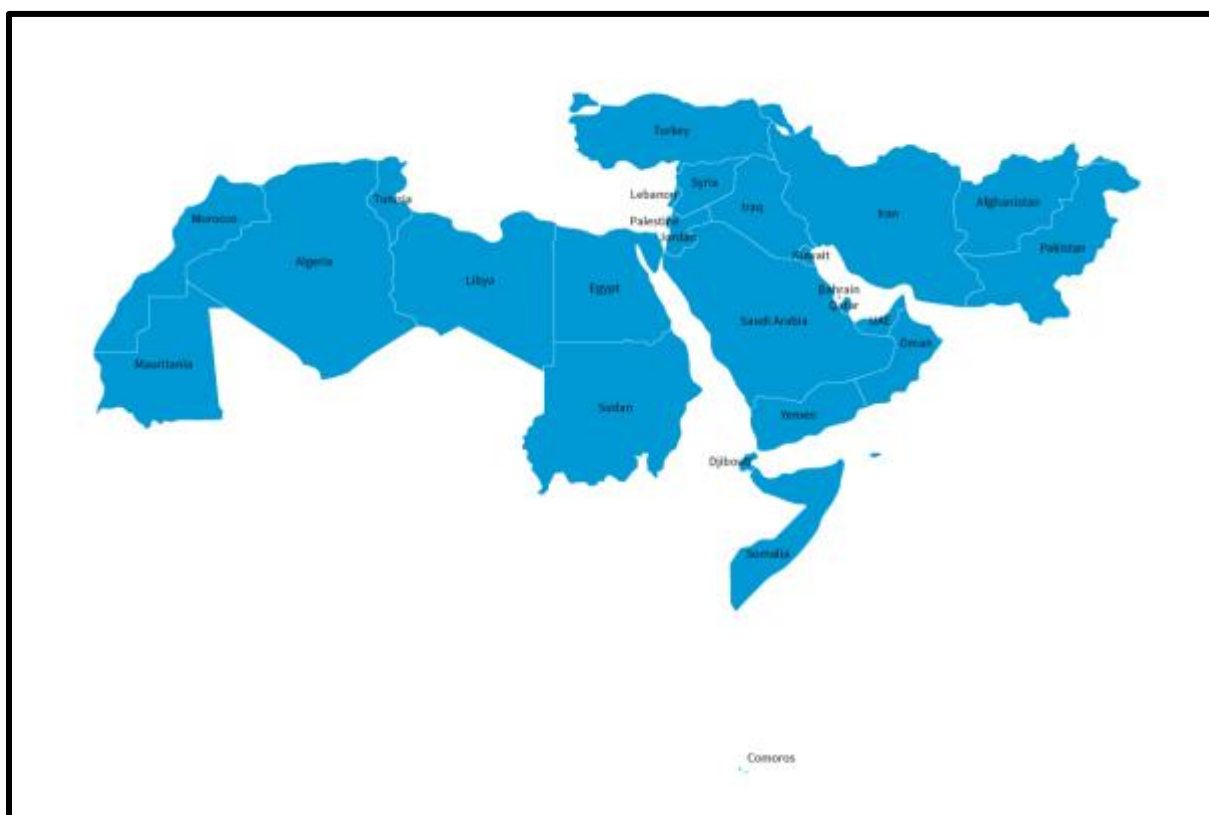 Turkey
Syria
Lebanon
Tunisia
Iraq
Afghanistan
Iran
Morocco
Palestine
Jordan
Pakistan
Kuwait
Algeria
Libya
Egypt
Bahrain
Qatar
Saudi Arabia
UAE
Oman
Mauritania
Sudan
Yemen
Djibouti
Somalia
Comoros